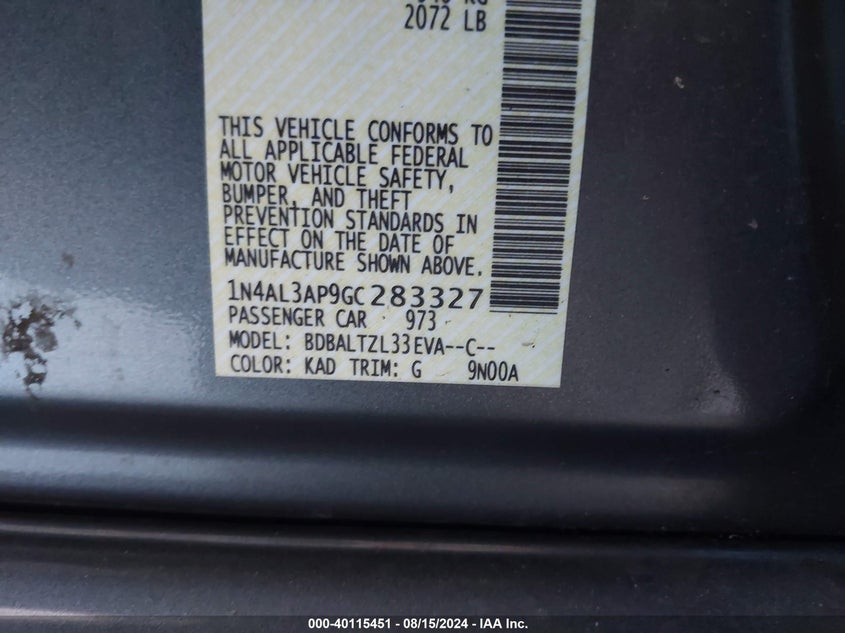 2072 LB
THIS VEHICLE CONFORMS TO
ALL APPLICABLE FEDERAL
MOTOR VEHICLE SAFETY,
BUMPER, AND THEFT
PREVENTION STANDARDS IN
EFFECT ON THE DATE OF
MANUFACTURE SHOWN ABOVE.
1N4AL3AP9GC283327
PASSENGER CAR 973
MODEL: BDBALTZL33EVA--C--
COLOR: KAD TRIM: G 9N00A
000-40115451 - 08/15/2024 - IAA Inc.